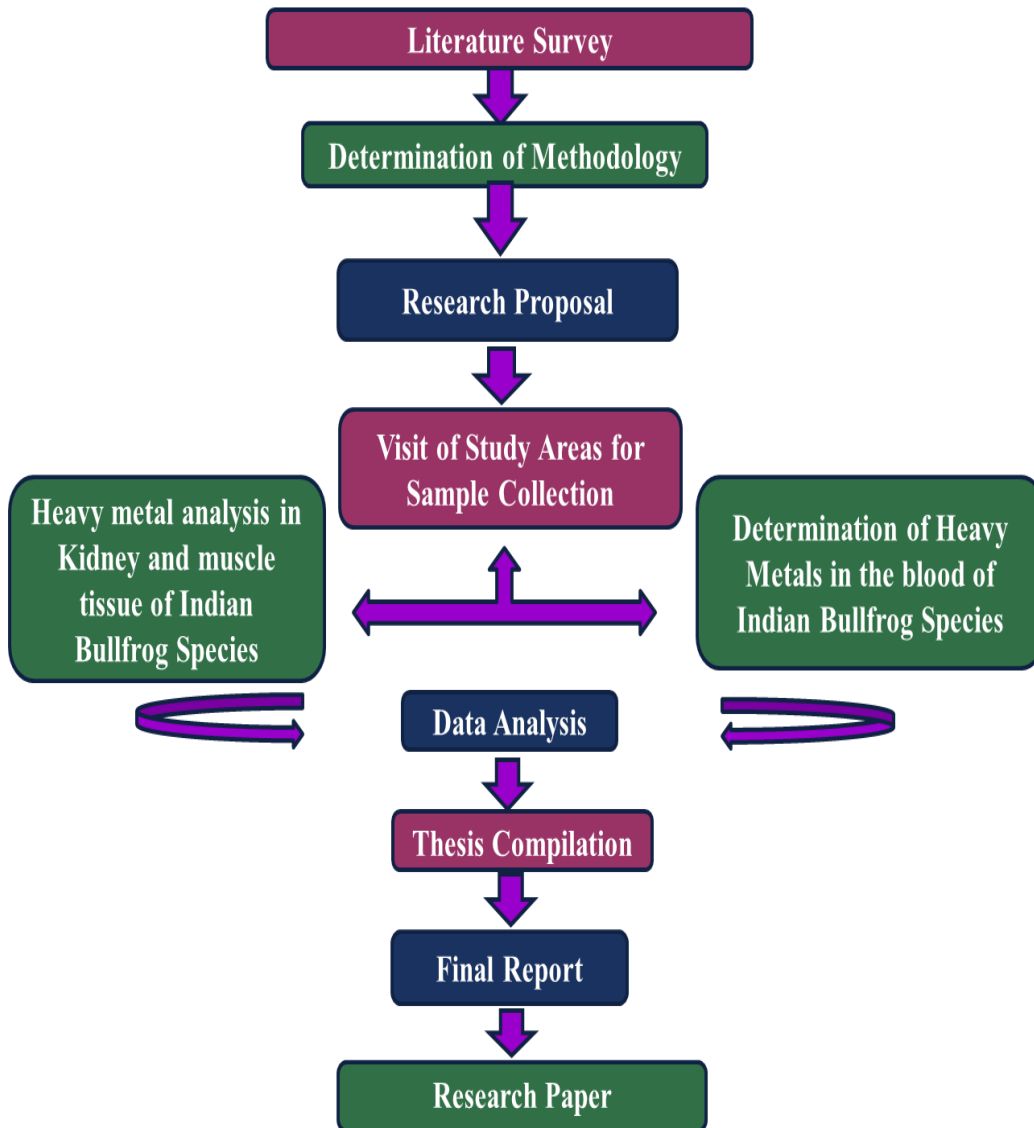 Literature Survey
Determination of Methodology
Research Proposal
Visit of Study Areas for
Sample Collection
Heavy metal analysis in
Kidney and muscle
tissue of Indian
Bullfrog Species
Determination of Heavy
Metals in the blood of
Indian Bullfrog Species
Data Analysis
Thesis Compilation
Final Report
Research Paper